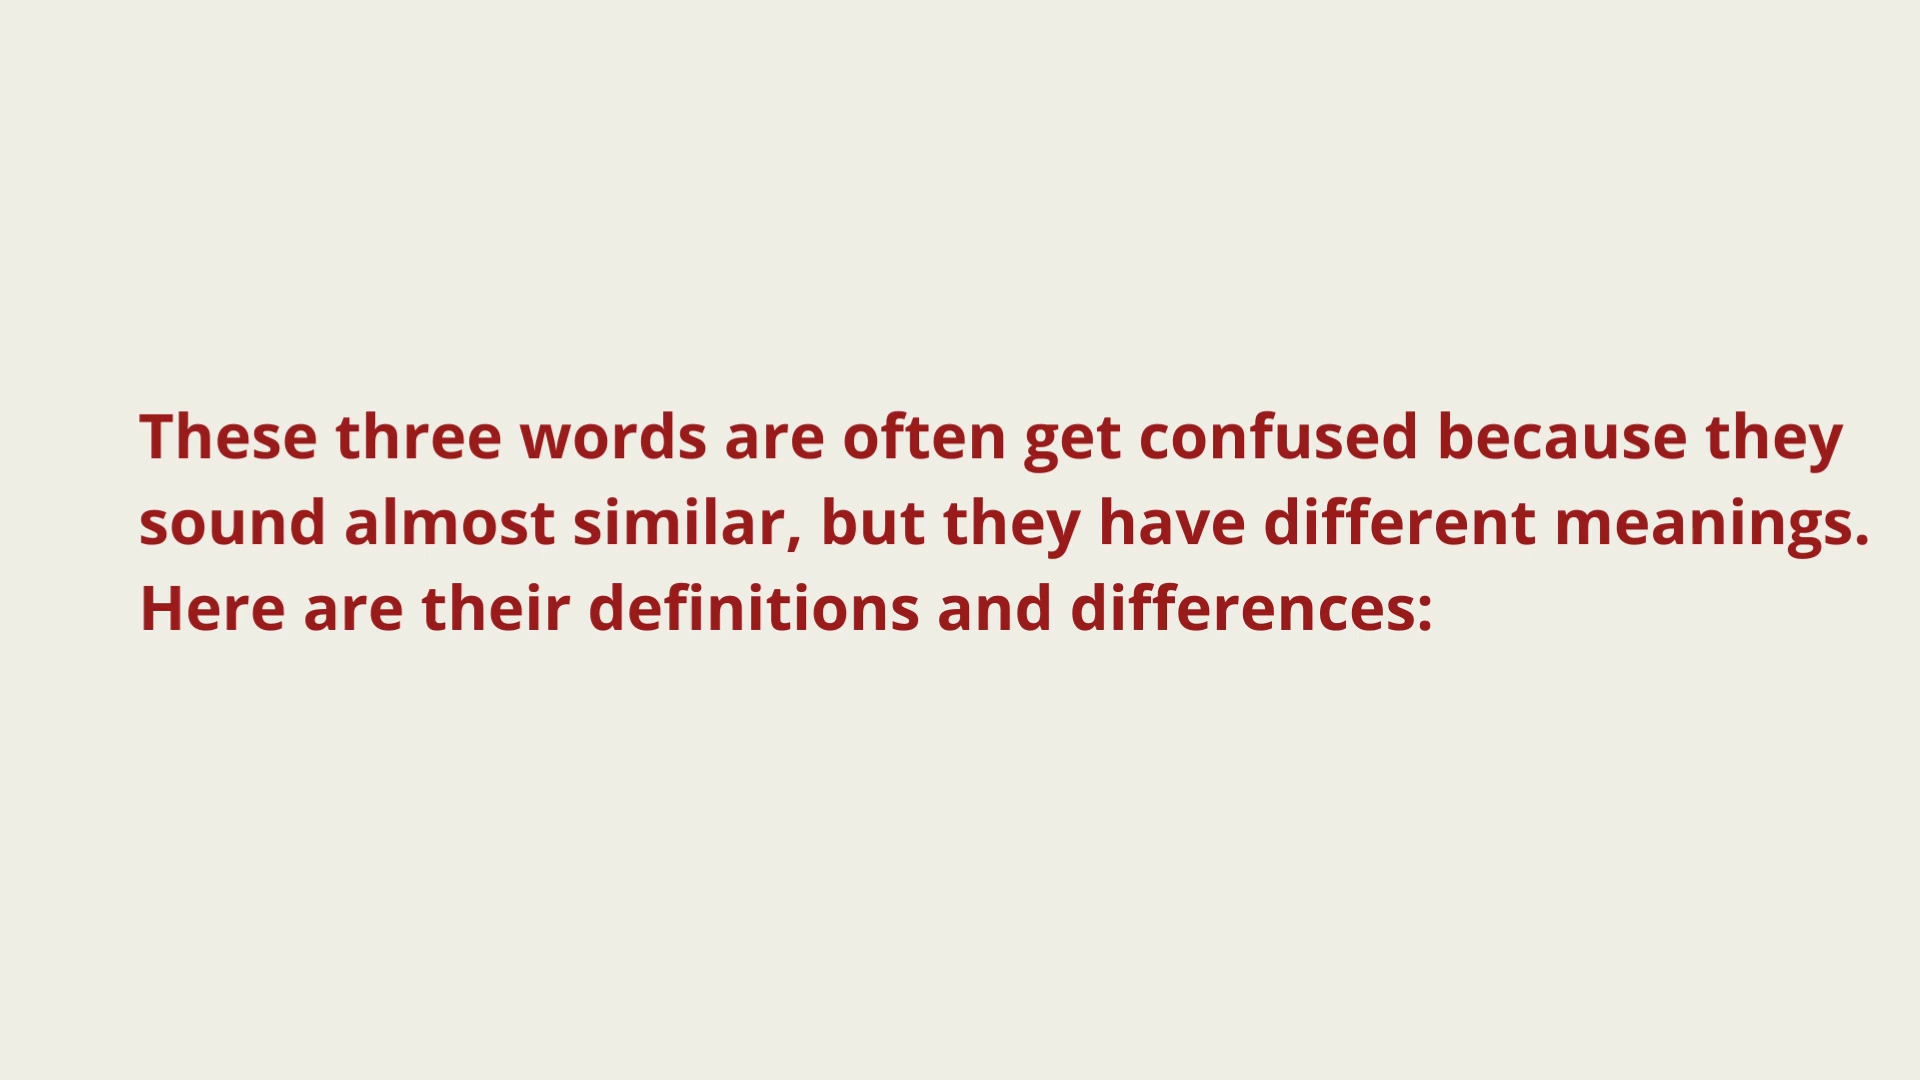 These three words are often get confused because they
sound almost similar, but they have different meanings.
Here are their definitions and differences: